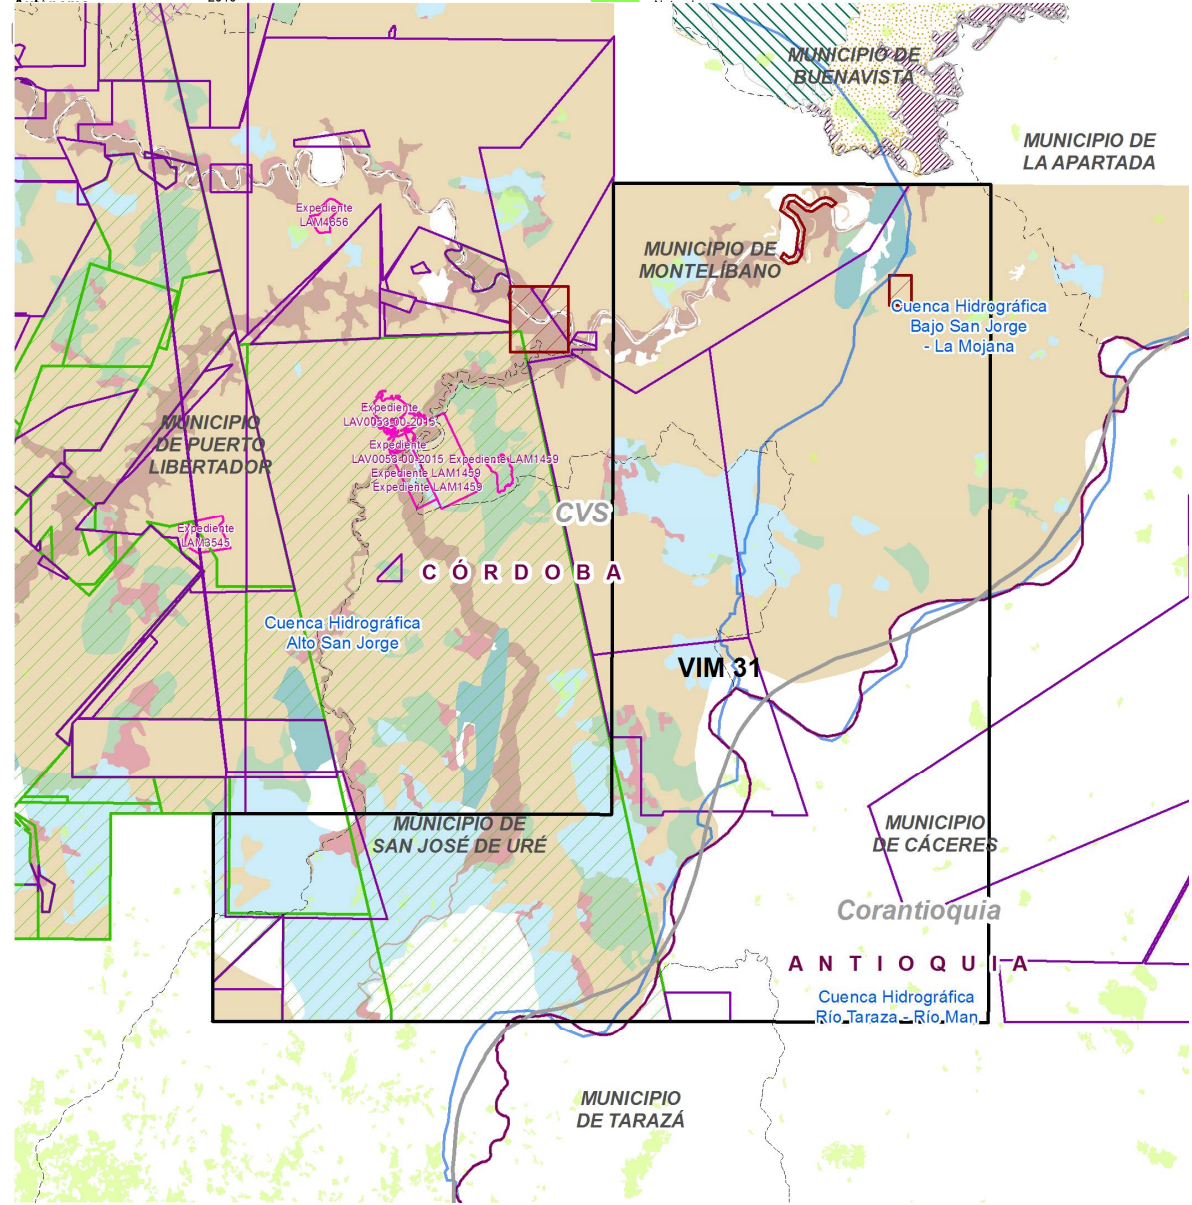 MUNICIPIO DE
BUENAVISTA
MUNICIPIO DE
LA APARTADA
Expediente
LAM4656
MUNICIPIO DE
MONTELÍBANO
Cuenca Hidrográfica
Bajo San Jorge
- La Mojana
MUNICIPIO
DE PUERTO
LIBERTADOR
Expediente
LAV0053-00-2015
Expediente
LAV0053-00-2015 Expediente LAM1459
Expediente LAM1459
Expediente LAM1459
CVS
Expediente
LAM3545
CÓRDOBA
Cuenca Hidrográfica
Alto San Jorge
VIM 31
MUNICIPIO DE
SAN JOSÉ DE URÉ
MUNICIPIO
DE CÁCERES
Corantioquia
ANTIOQUIA
Cuenca Hidrográfica
Río Taraza - Río Man
MUNICIPIO
DE TARAZÁ